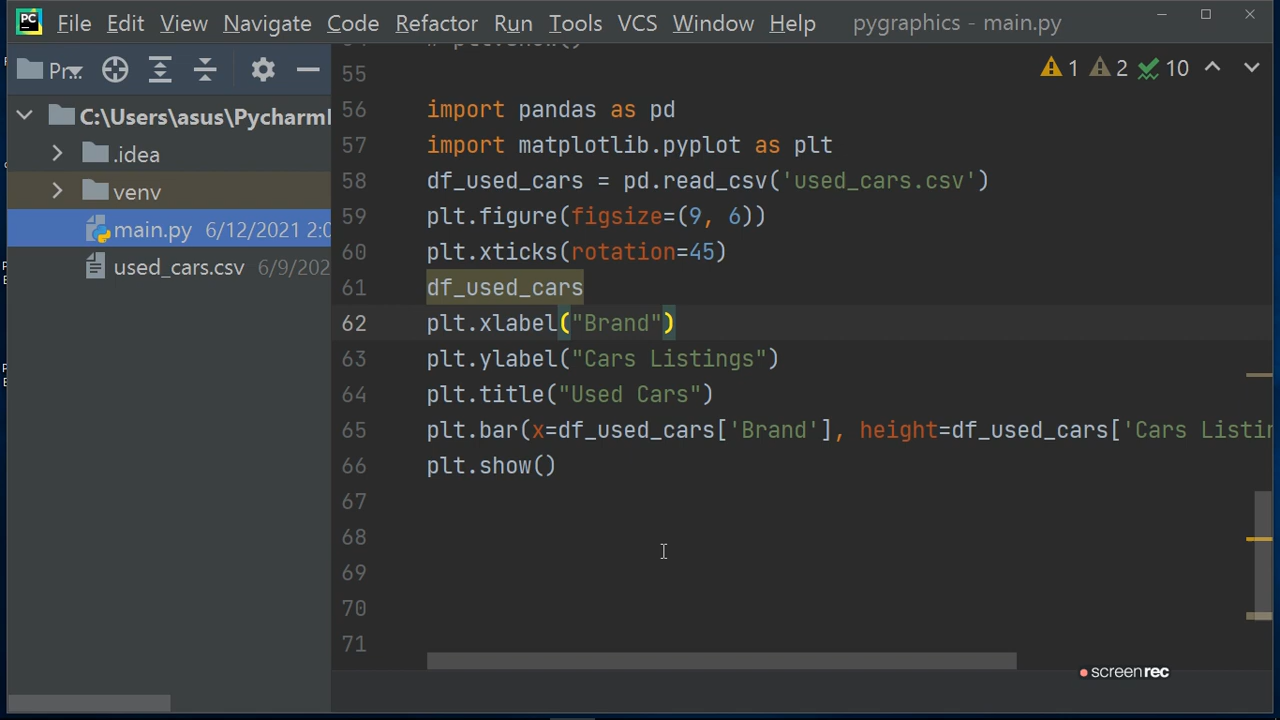 PC File Edit View Navigate Code Refactor Run Tools VCS Window Help pygraphics - main.py
Pr... 1 2 10
C:\Users\asus\Pycharm
.idea
venv
main.py 6/12/2021 2:0
used_cars.csv 6/9/202
55
56 import pandas as pd
57 import matplotlib.pyplot as plt
58 df_used_cars = pd.read_csv('used_cars.csv')
59 plt.figure(figsize=(9, 6))
60 plt.xticks(rotation=45)
61 df_used_cars
62 plt.xlabel("Brand")
63 plt.ylabel("Cars Listings")
64 plt.title("Used Cars")
65 plt.bar(x=df_used_cars['Brand'], height=df_used_cars['Cars Listin
66 plt.show()
67
68
69
70
71
screenrec